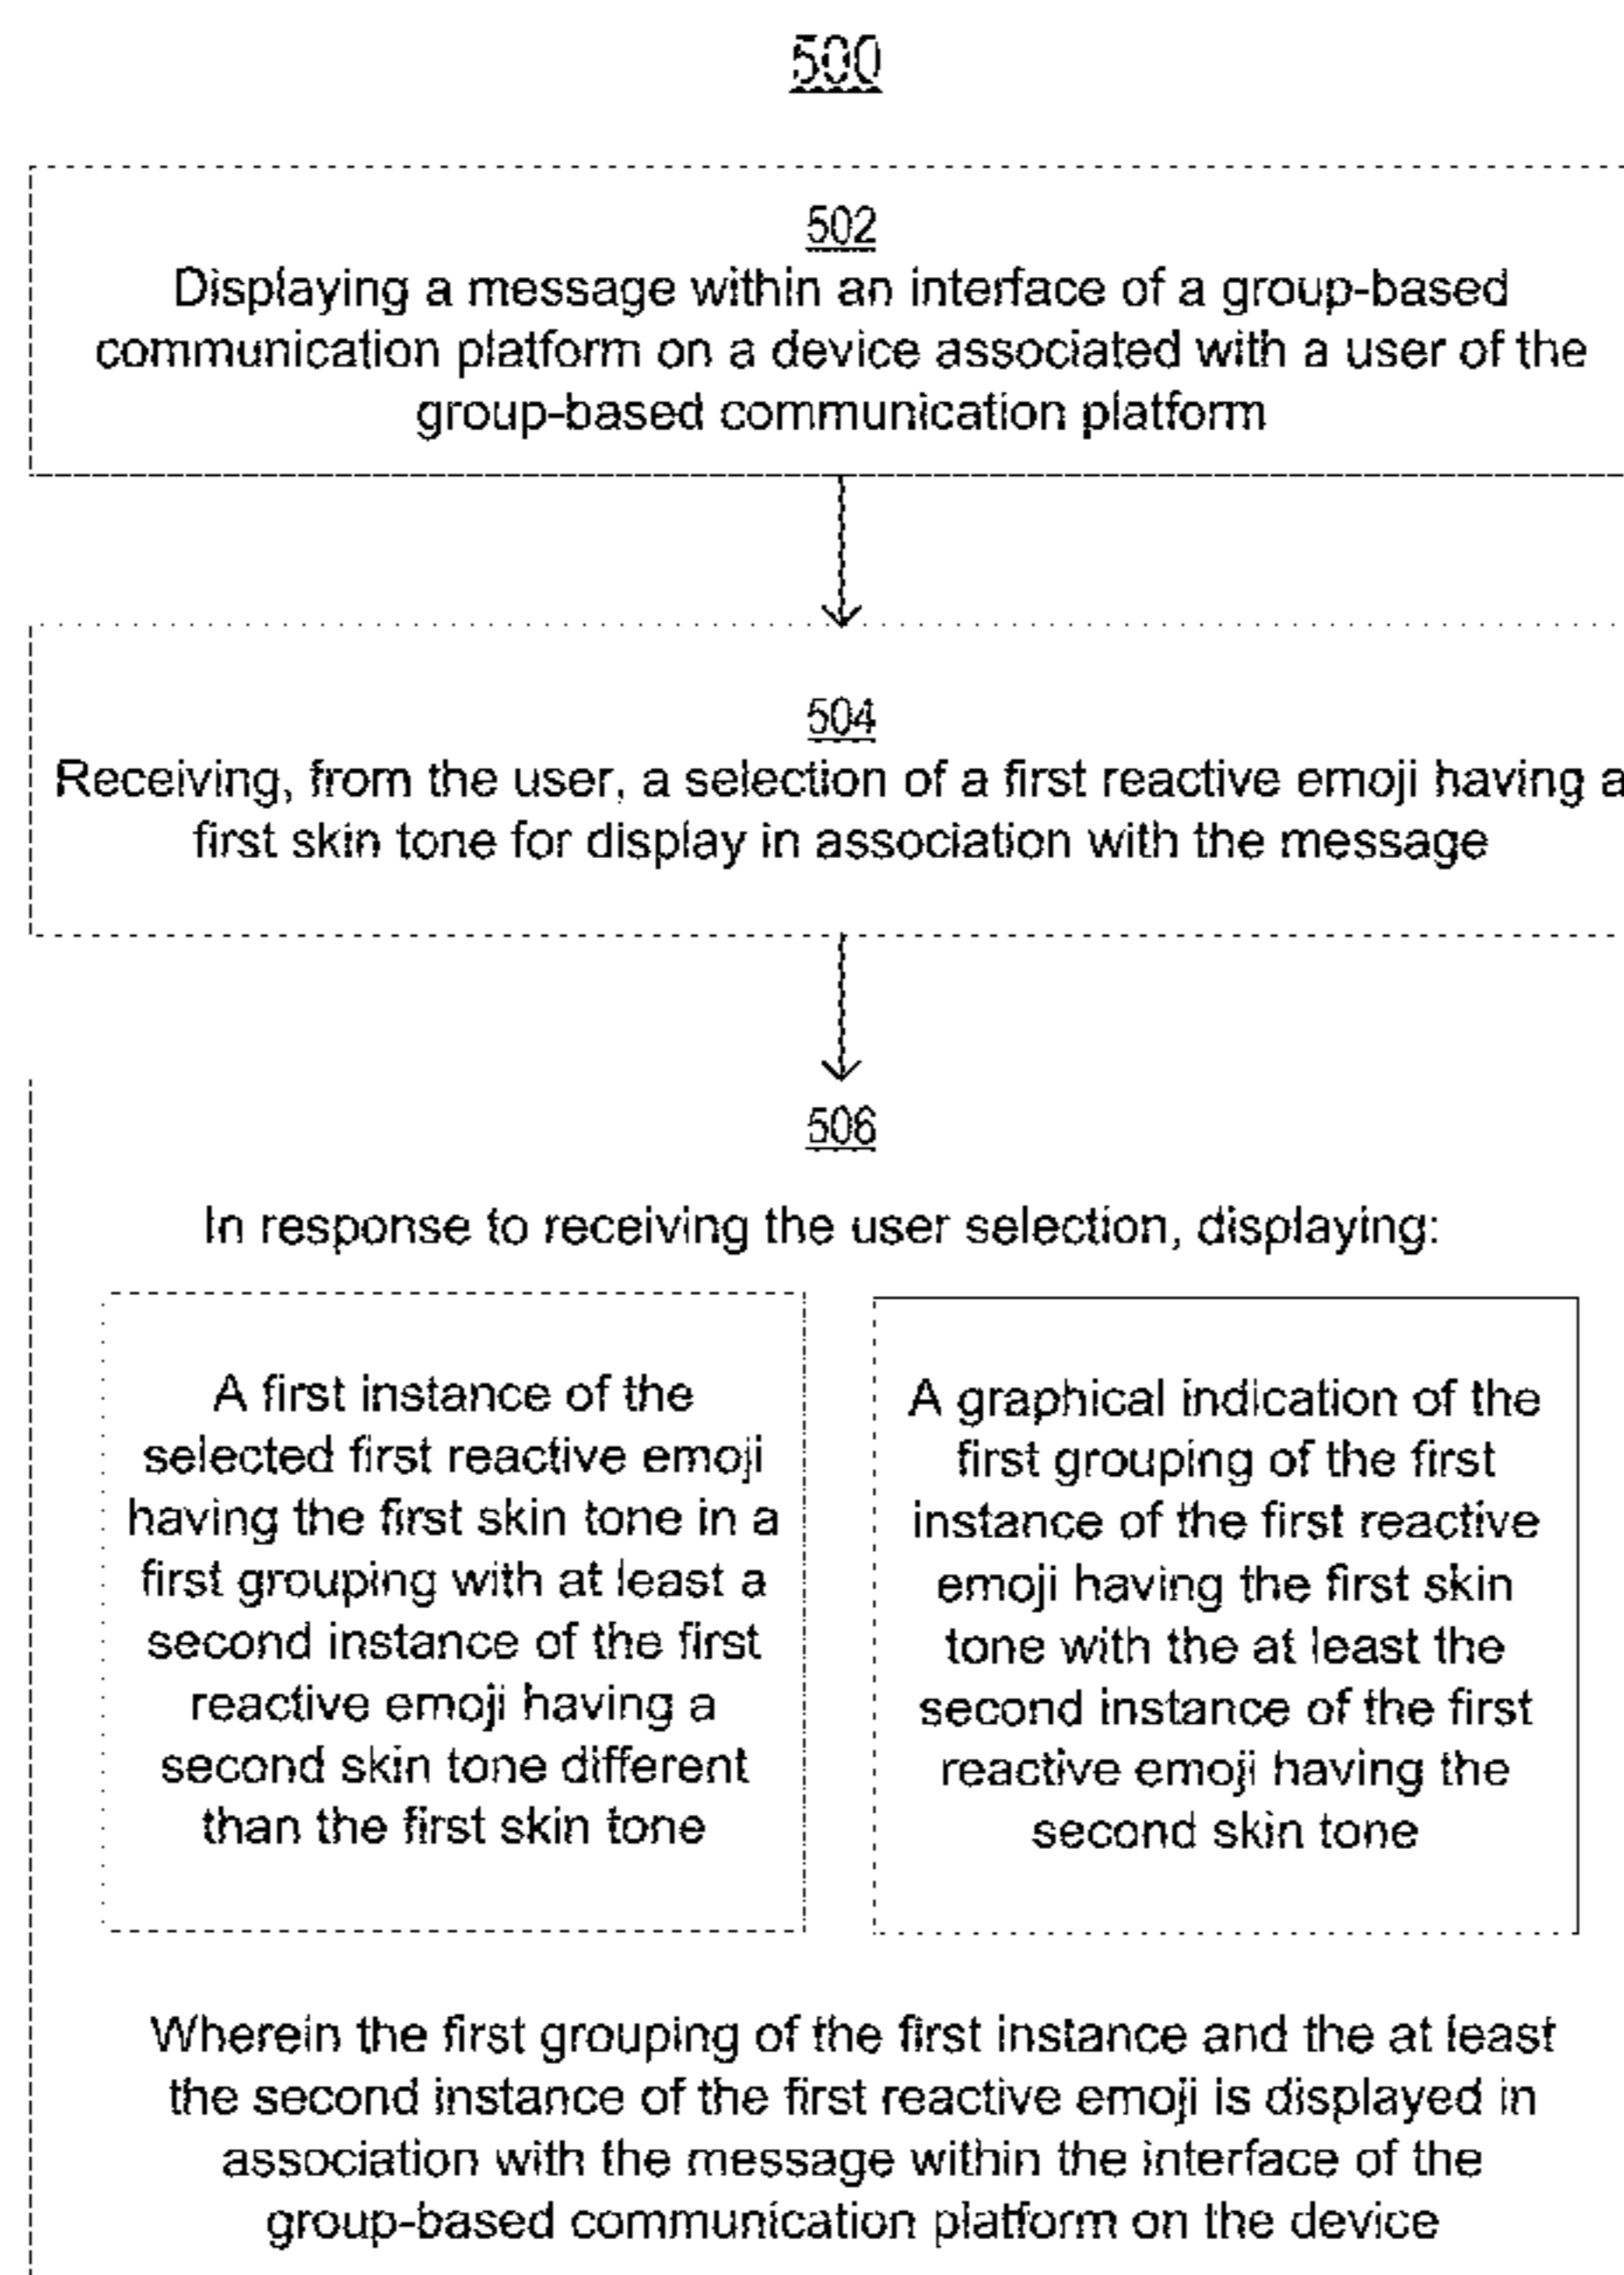 500
502
Displaying a message within an interface of a group-based
communication platform on a device associated with a user of the
group-based communication platform
504
Receiving, from the user, a selection of a first reactive emoji having a
first skin tone for display in association with the message
506
In response to receiving the user selection, displaying:
A first instance of the
selected first reactive emoji
having the first skin tone in a
first grouping with at least a
second instance of the first
reactive emoji having a
second skin tone different
than the first skin tone
A graphical indication of the
first grouping of the first
instance of the first reactive
emoji having the first skin
tone with the at least the
second instance of the first
reactive emoji having the
second skin tone
Wherein the first grouping of the first instance and the at least
the second instance of the first reactive emoji is displayed in
association with the message within the interface of the
group-based communication platform on the device